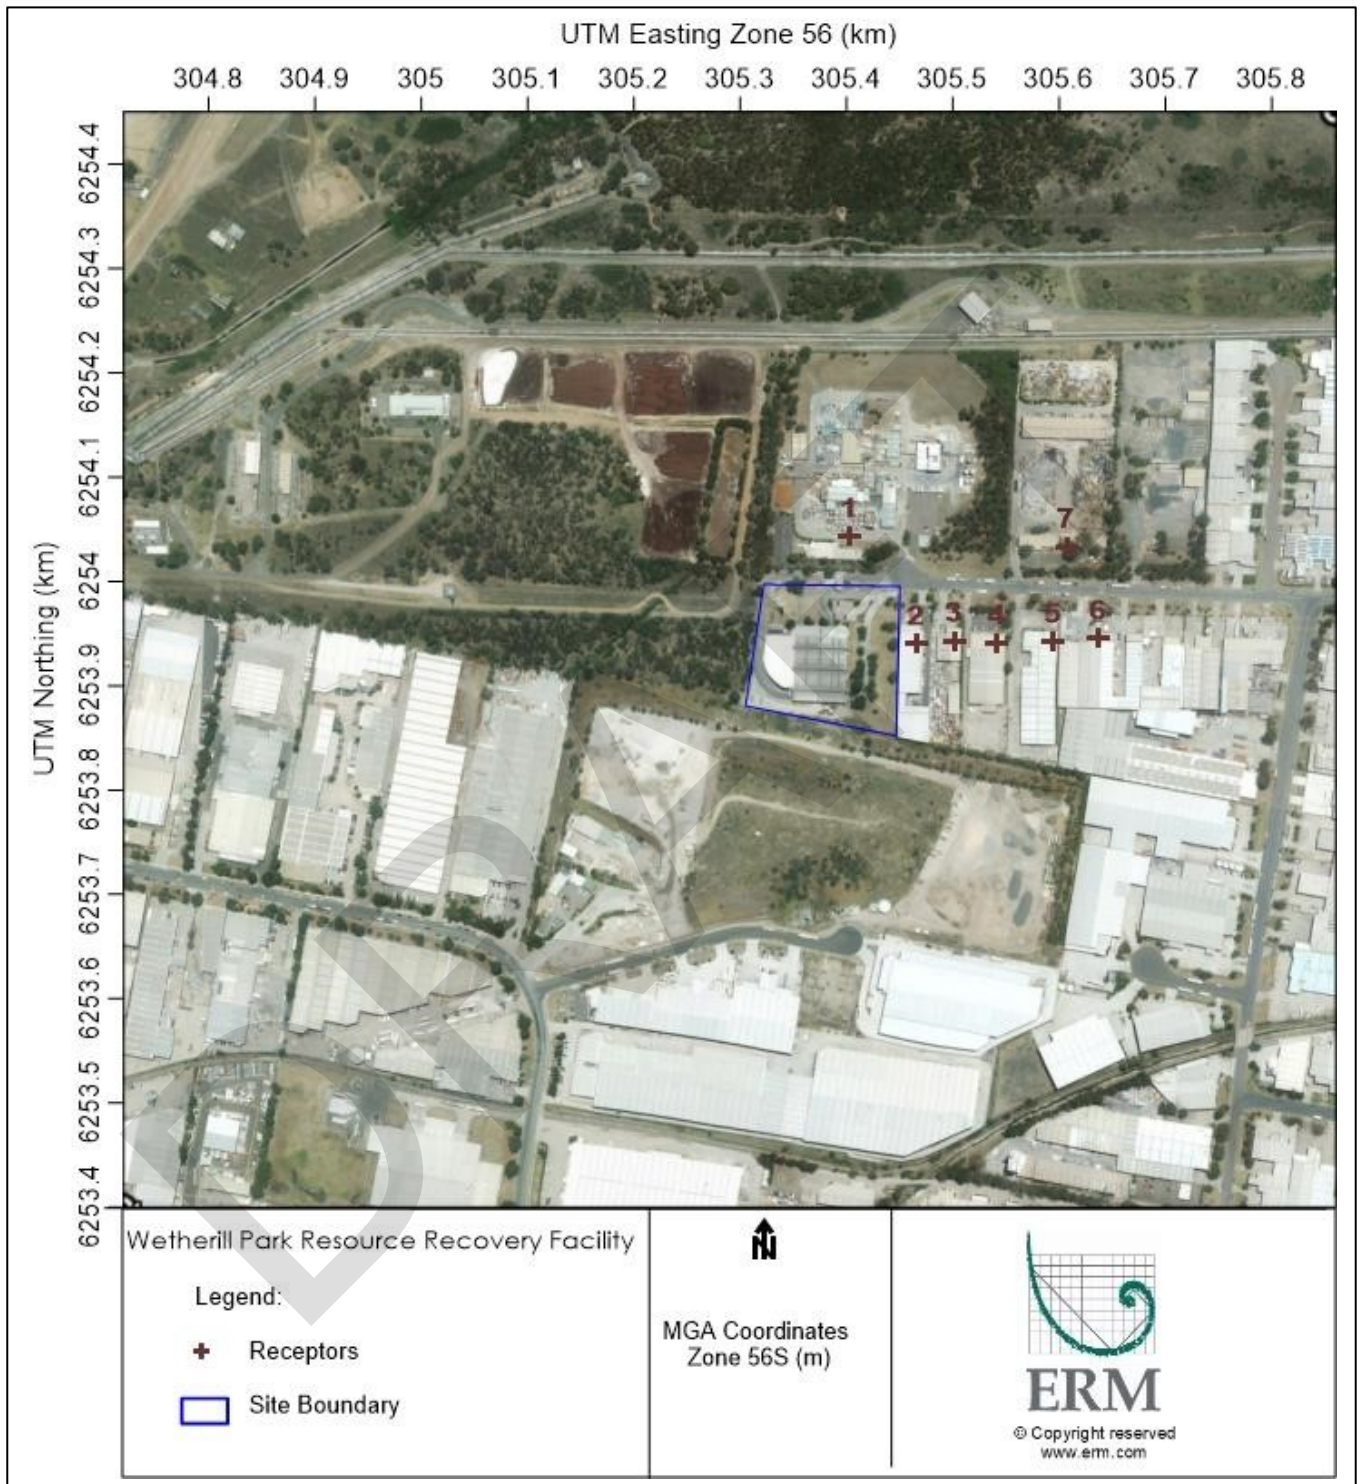 UTM Easting Zone 56 (km)
304.8 304.9 305 305.1 305.2 305.3 305.4 305.5 305.6 305.7 305.8
UTM Northing (km)
6254.4
6254.3
6254.2
6254.1
6254
6253.9
6253.8
6253.7
6253.6
6253.5
6253.4
1
7
2 3 4 5 6
DRAFT
Wetherill Park Resource Recovery Facility
Legend:
Receptors
Site Boundary
N
MGA Coordinates
Zone 56S (m)
ERM
© Copyright reserved
www.erm.com